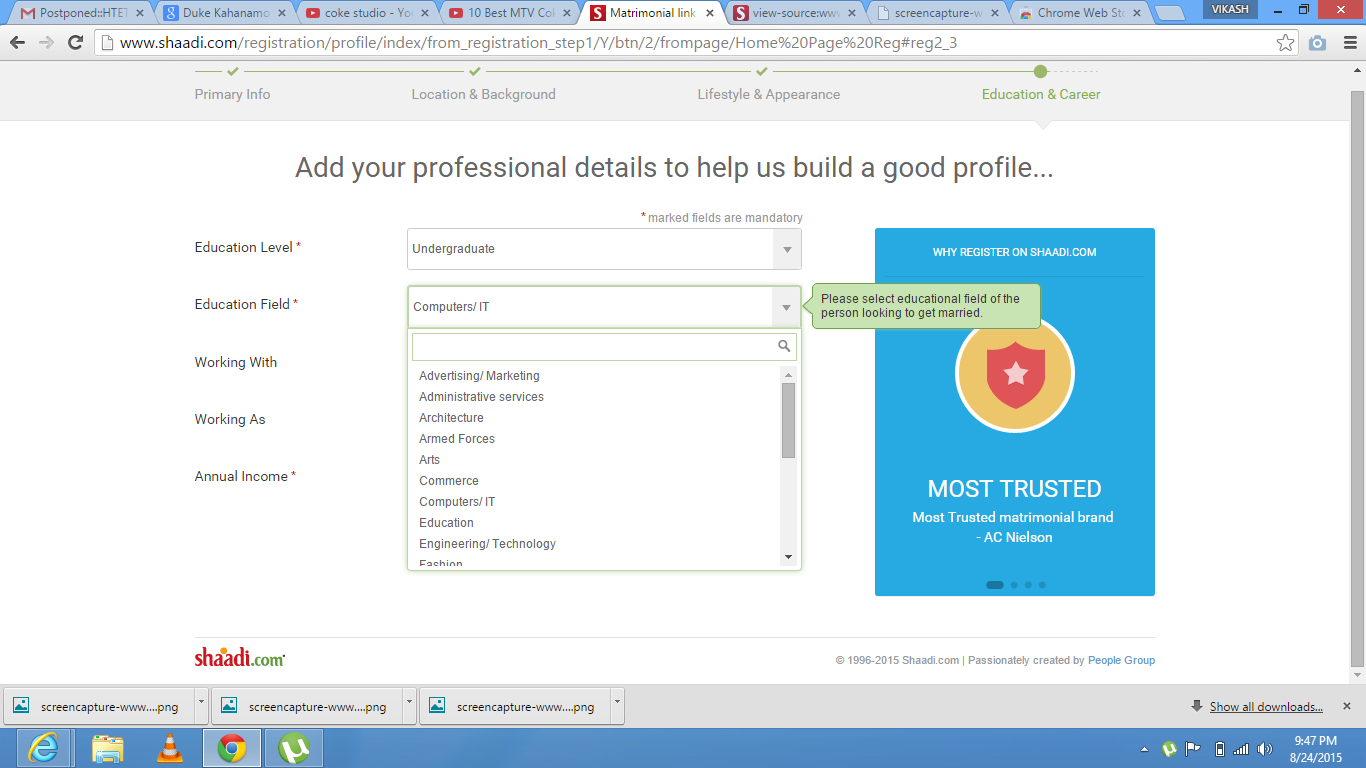 Postponed::HTET
Duke Kahanamo
coke studio - You
10 Best MTV Co
Matrimonial link
view-source:www
screencapture-w
Chrome Web Sto
VIKASH
www.shaadi.com/registration/profile/index/from_registration_step1/Y/btn/2/frompage/Home%20Page%20Reg#reg2_3
Primary Info
Location & Background
Lifestyle & Appearance
Education & Career
Add your professional details to help us build a good profile...
* marked fields are mandatory
Education Level *
Undergraduate
WHY REGISTER ON SHAADI.COM
Education Field *
Computers/ IT
Please select educational field of the
person looking to get married.
Working With
Working As
Annual Income *
Advertising/ Marketing
Administrative services
Architecture
Armed Forces
Arts
Commerce
Computers/ IT
Education
Engineering/ Technology
Fashion
MOST TRUSTED
Most Trusted matrimonial brand
- AC Nielson
shaadi.com
© 1996-2015 Shaadi.com | Passionately created by People Group
screencapture-www....png
screencapture-www....png
screencapture-www....png
Show all downloads...
9:47 PM
8/24/2015